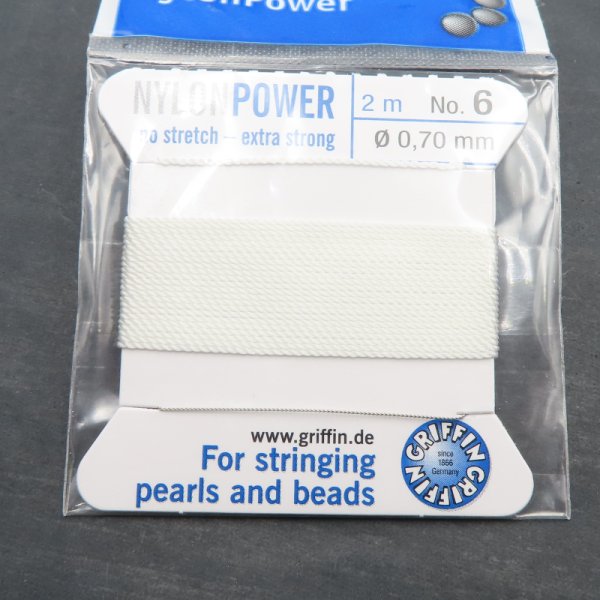 Power
NYLONPOWER
no stretch – extra strong
2 m No. 6
Ø 0,70 mm
www.griffin.de
For stringing
pearls and beads
GRIFFIN GRIFFIN
since
1866
Germany